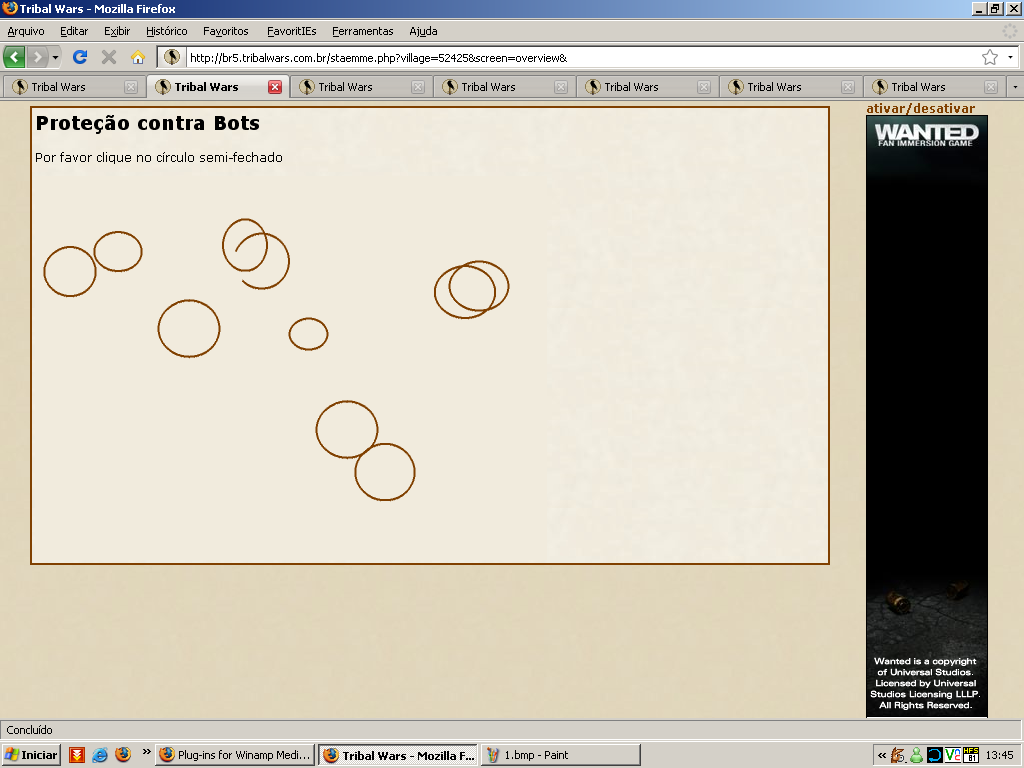 Tribal Wars - Mozilla Firefox
Arquivo Editar Exibir Histórico Favoritos FavoritIEs Ferramentas Ajuda
http://br5.tribalwars.com.br/staemme.php?village=52425&screen=overview&
Tribal Wars Tribal Wars Tribal Wars Tribal Wars Tribal Wars Tribal Wars Tribal Wars
ativar/desativar
Proteção contra Bots
Por favor clique no círculo semi-fechado
WANTED
FAN IMMERSION GAME
Wanted is a copyright
of Universal Studios.
Licensed by Universal
Studios Licensing LLLP.
All Rights Reserved.
Concluído
Iniciar » Plug-ins for Winamp Medi... Tribal Wars - Mozilla F... 1.bmp - Paint « HFS 81 13:45